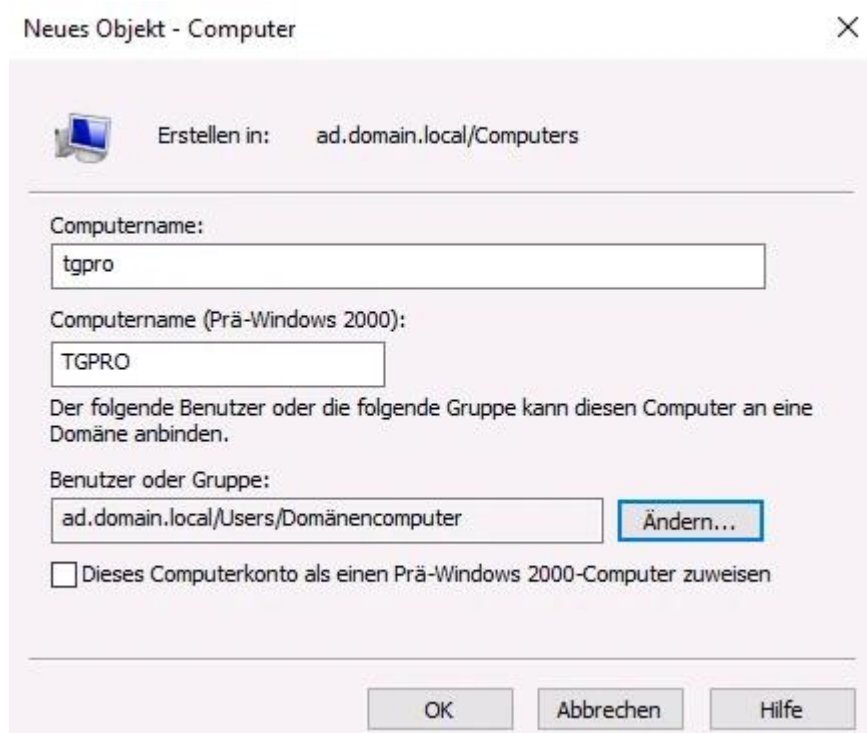 Neues Objekt - Computer
Erstellen in: ad.domain.local/Computers
Computername:
tgpro
Computername (Prä-Windows 2000):
TGPRO
Der folgende Benutzer oder die folgende Gruppe kann diesen Computer an eine
Domäne anbinden.
Benutzer oder Gruppe:
ad.domain.local/Users/Domänencomputer Ändern...
Dieses Computerkonto als einen Prä-Windows 2000-Computer zuweisen
OK Abbrechen Hilfe